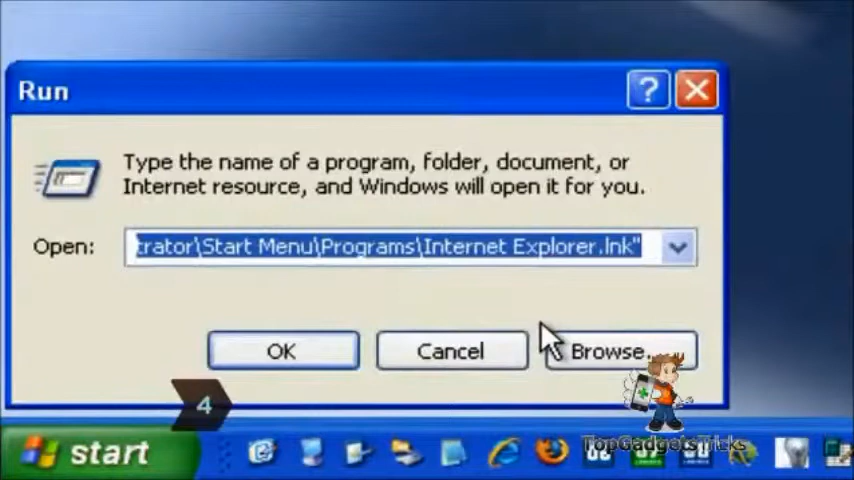 Run
Type the name of a program, folder, document, or
Internet resource, and Windows will open it for you.
Open:
trator\Start Menu\Programs\Internet Explorer.lnk"
OK
Cancel
Browse...
4
TopGadgetsTricks
start